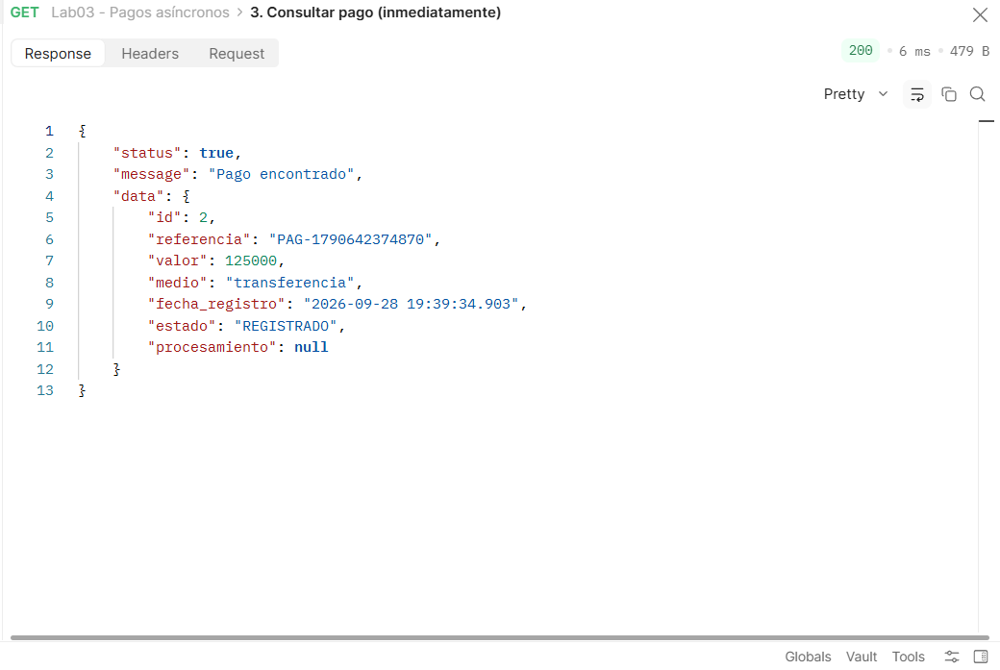 GET Lab03 - Pagos asíncronos > 3. Consultar pago (inmediatamente)
Response Headers Request
200 • 6 ms • 479 B
Pretty
1 {
2 "status": true,
3 "message": "Pago encontrado",
4 "data": {
5 "id": 2,
6 "referencia": "PAG-1790642374870",
7 "valor": 125000,
8 "medio": "transferencia",
9 "fecha_registro": "2026-09-28 19:39:34.903",
10 "estado": "REGISTRADO",
11 "procesamiento": null
12 }
13 }
Globals Vault Tools